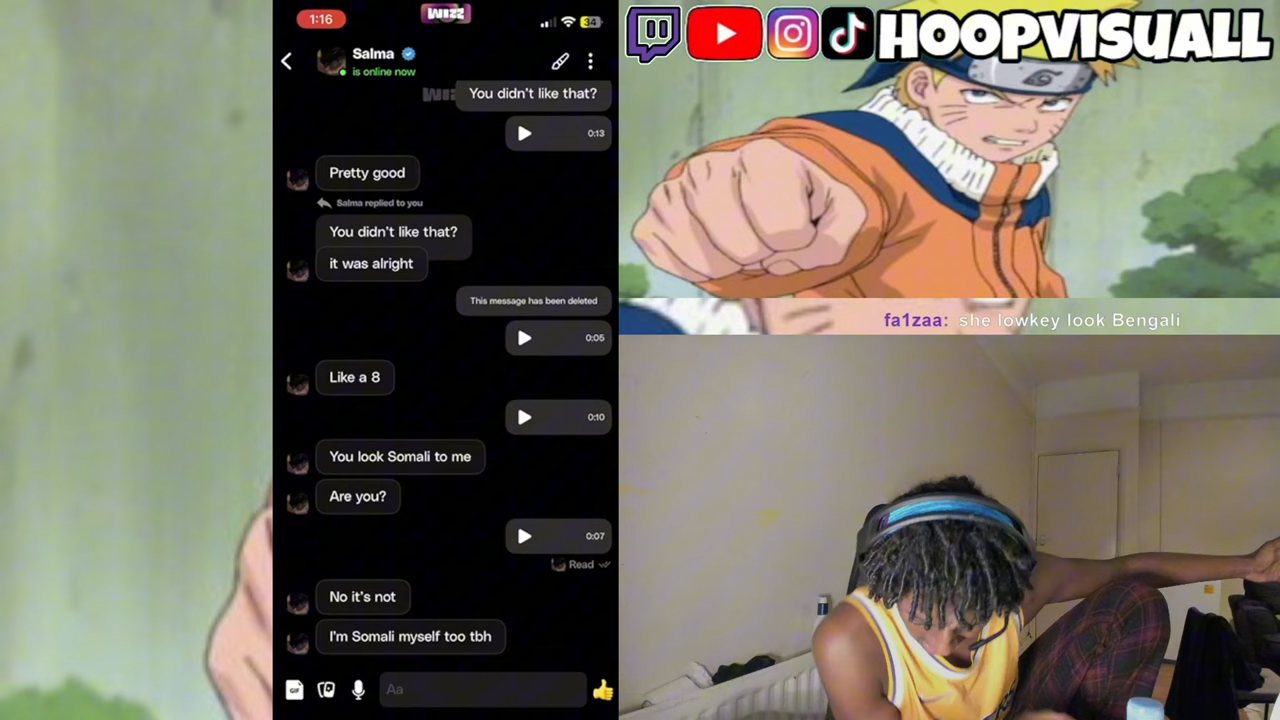 1:16
WIZZ
34
Salma
is online now
You didn't like that?
0:13
Pretty good
Salma replied to you
You didn't like that?
it was alright
This message has been deleted
0:05
Like a 8
0:10
You look Somali to me
Are you?
0:07
Read
No it's not
I'm Somali myself too tbh
GIF
Aa
HOOPVISUALL
fa1zaa: she lowkey look Bengali